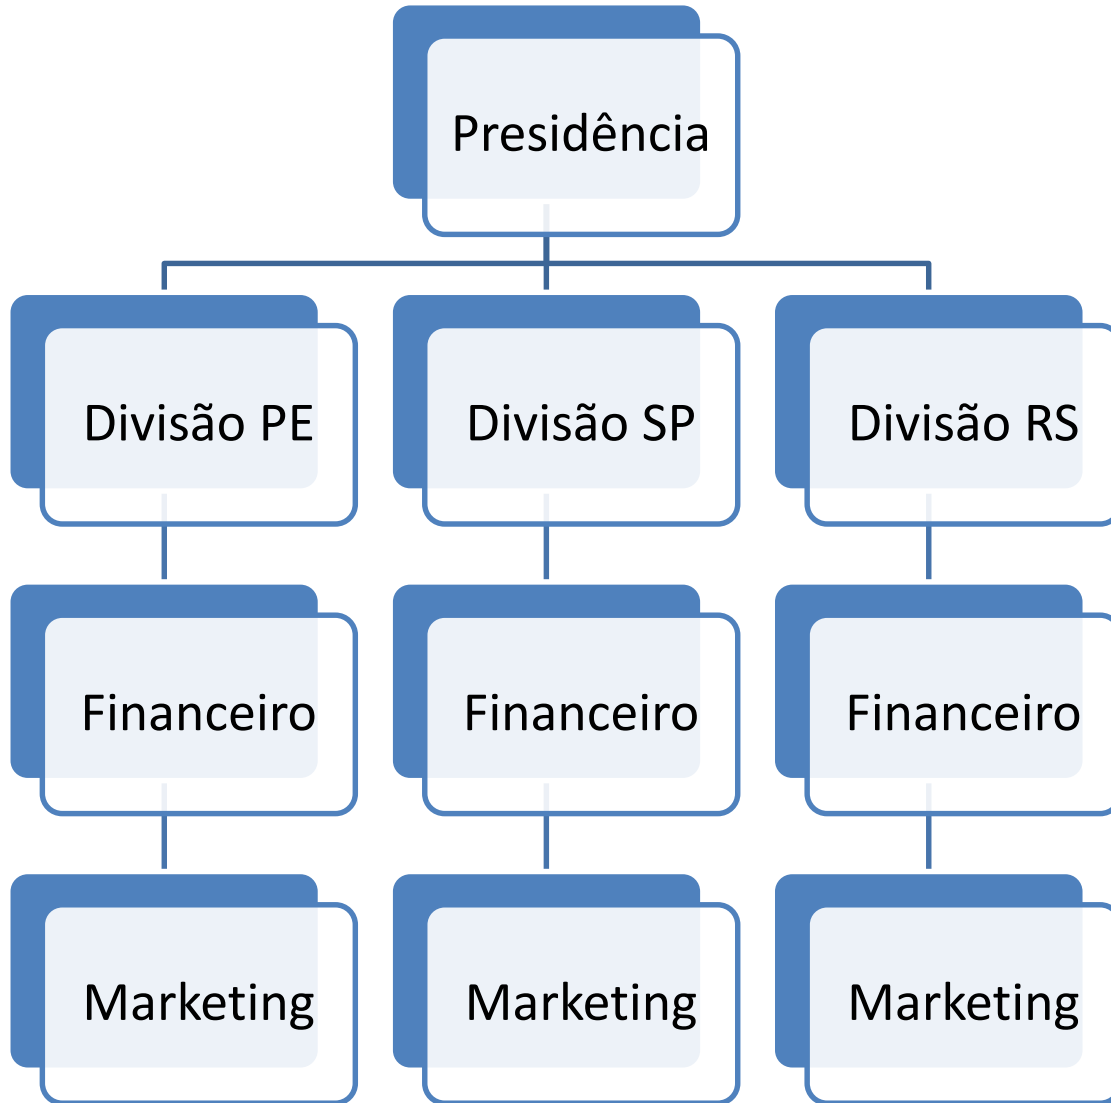 Presidência
Divisão PE
Divisão SP
Divisão RS
Financeiro
Financeiro
Financeiro
Marketing
Marketing
Marketing